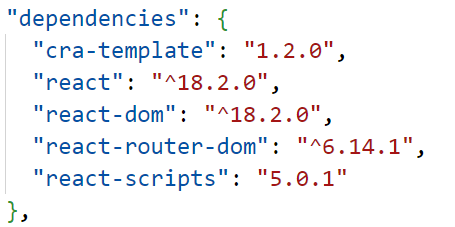 "dependencies": {
"cra-template": "1.2.0",
"react": "^18.2.0",
"react-dom": "^18.2.0",
"react-router-dom": "^6.14.1",
"react-scripts": "5.0.1"
},